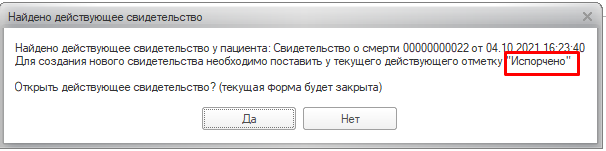 Найдено действующее свидетельство
Найдено действующее свидетельство у пациента: Свидетельство о смерти 00000000022 от 04.10.2021 16:23:40
Для создания нового свидетельства необходимо поставить у текущего действующего отметку "Испорчено"
Открыть действующее свидетельство? (текущая форма будет закрыта)
Да Нет